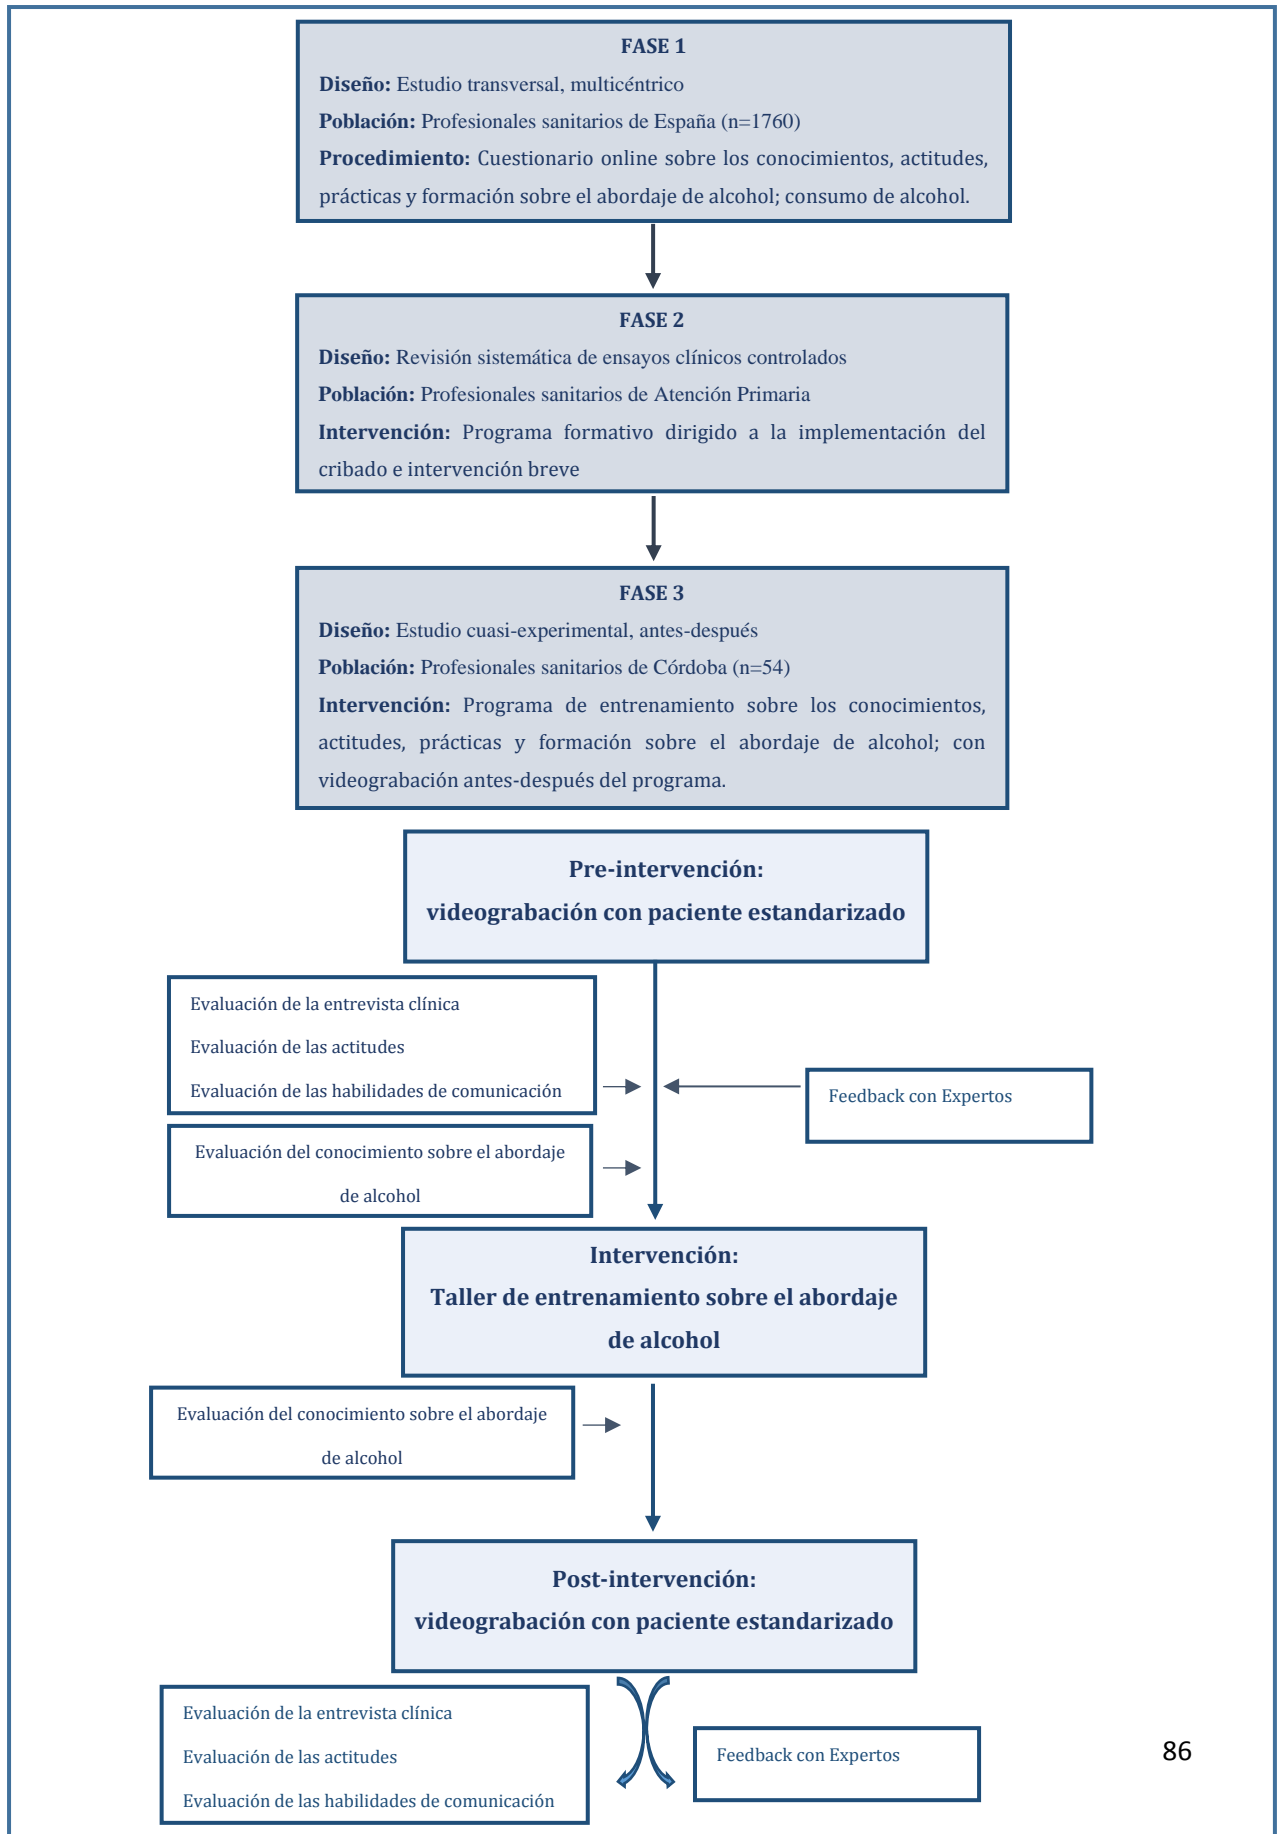 FASE 1
Diseño: Estudio transversal, multicéntrico
Población: Profesionales sanitarios de España (n=1760)
Procedimiento: Cuestionario online sobre los conocimientos, actitudes,
prácticas y formación sobre el abordaje de alcohol; consumo de alcohol.
FASE 2
Diseño: Revisión sistemática de ensayos clínicos controlados
Población: Profesionales sanitarios de Atención Primaria
Intervención: Programa formativo dirigido a la implementación del
cribado e intervención breve
FASE 3
Diseño: Estudio cuasi-experimental, antes-después
Población: Profesionales sanitarios de Córdoba (n=54)
Intervención: Programa de entrenamiento sobre los conocimientos,
actitudes, prácticas y formación sobre el abordaje de alcohol; con
videograbación antes-después del programa.
Pre-intervención:
videograbación con paciente estandarizado
Evaluación de la entrevista clínica
Evaluación de las actitudes
Evaluación de las habilidades de comunicación
Feedback con Expertos
Evaluación del conocimiento sobre el abordaje
de alcohol
Intervención:
Taller de entrenamiento sobre el abordaje
de alcohol
Evaluación del conocimiento sobre el abordaje
de alcohol
Post-intervención:
videograbación con paciente estandarizado
Evaluación de la entrevista clínica
Evaluación de las actitudes
Evaluación de las habilidades de comunicación
Feedback con Expertos
86